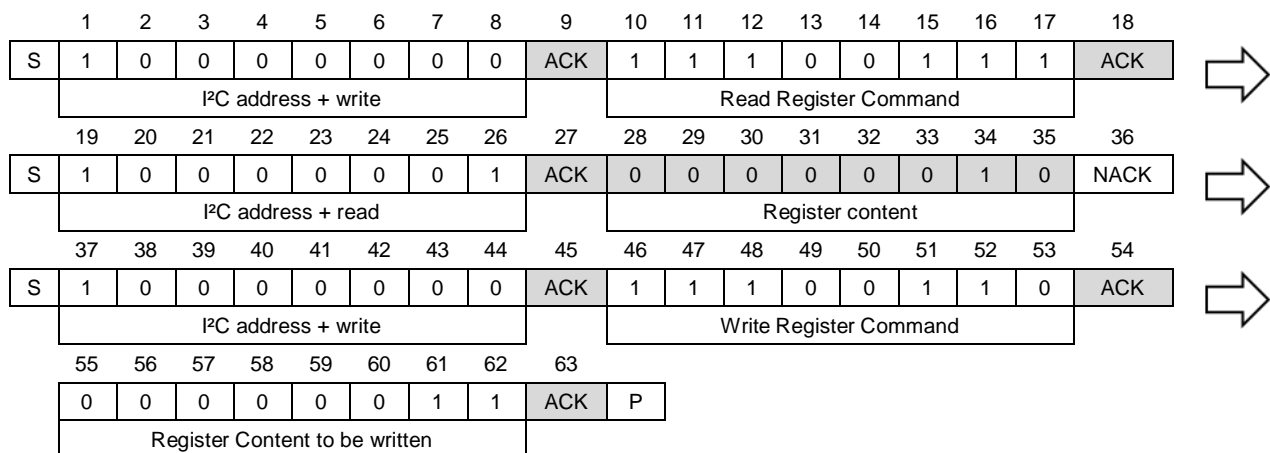 1 2 3 4 5 6 7 8 9 10 11 12 13 14 15 16 17 18
S 1 0 0 0 0 0 0 0 ACK 1 1 1 0 0 1 1 1 ACK
I²C address + write Read Register Command
19 20 21 22 23 24 25 26 27 28 29 30 31 32 33 34 35 36
S 1 0 0 0 0 0 0 1 ACK 0 0 0 0 0 0 1 0 NACK
I²C address + read Register content
37 38 39 40 41 42 43 44 45 46 47 48 49 50 51 52 53 54
S 1 0 0 0 0 0 0 0 ACK 1 1 1 0 0 1 1 0 ACK
I²C address + write Write Register Command
55 56 57 58 59 60 61 62 63
0 0 0 0 0 0 1 1 ACK P
Register Content to be written